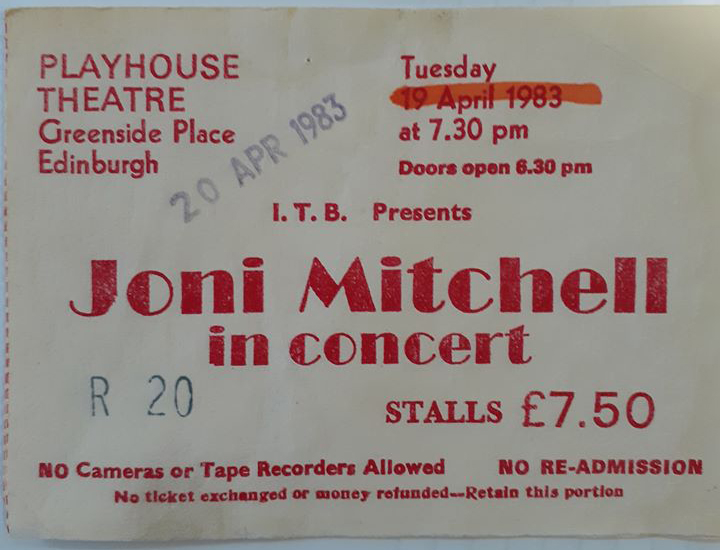 PLAYHOUSE
THEATRE
Greenside Place
Edinburgh
Tuesday
19 April 1983
at 7.30 pm
Doors open 6.30 pm
20 APR 1983
I. T. B. Presents
Joni Mitchell
in concert
R 20
STALLS £7.50
NO Cameras or Tape Recorders Allowed NO RE-ADMISSION
No ticket exchanged or money refunded—Retain this portion